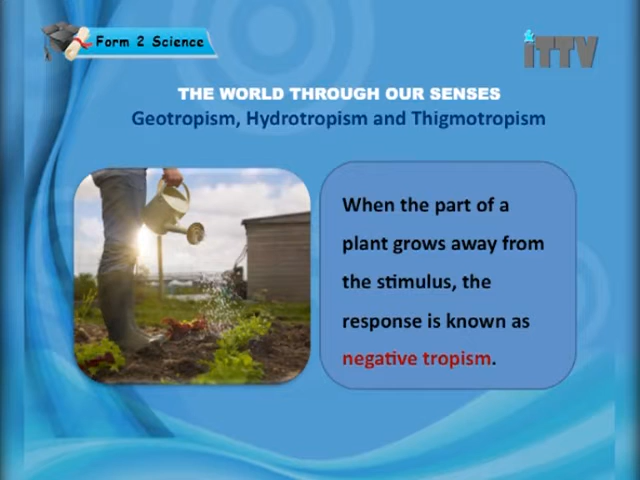 Form 2 Science
iTTV
THE WORLD THROUGH OUR SENSES
Geotropism, Hydrotropism and Thigmotropism
When the part of a
plant grows away from
the stimulus, the
response is known as
negative tropism.